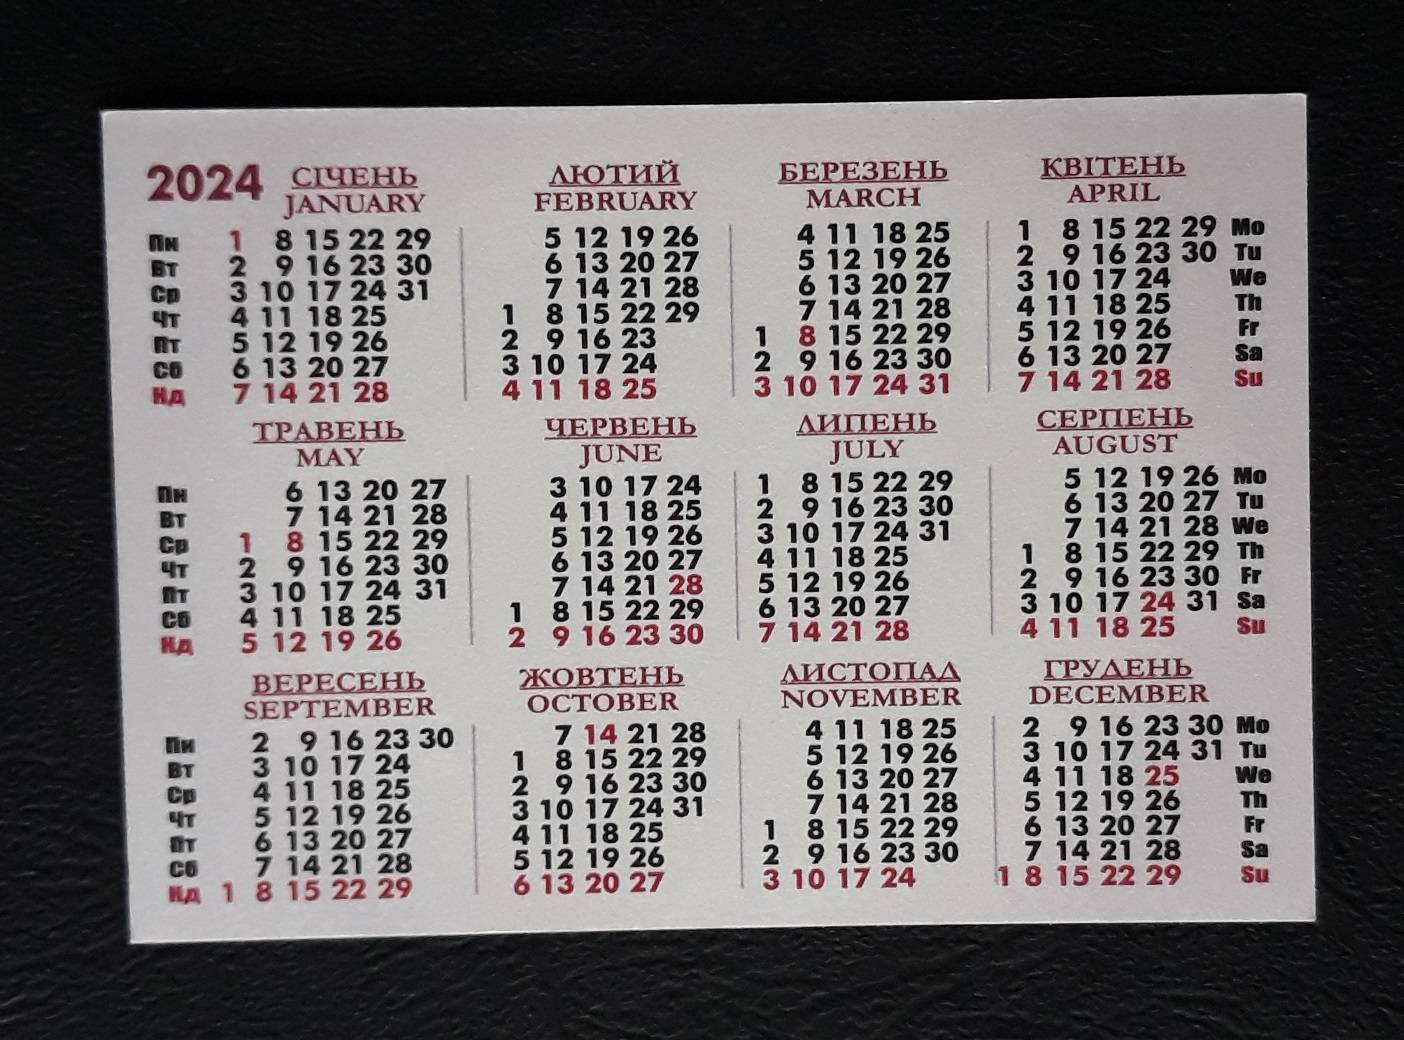 2024 СІЧЕНЬ ЛЮТИЙ БЕРЕЗЕНЬ КВІТЕНЬ
JANUARY FEBRUARY MARCH APRIL
Пн 1 8 15 22 29 5 12 19 26 4 11 18 25 1 8 15 22 29 Mo
Вт 2 9 16 23 30 6 13 20 27 5 12 19 26 2 9 16 23 30 Tu
Ср 3 10 17 24 31 7 14 21 28 6 13 20 27 3 10 17 24 We
Чт 4 11 18 25 1 8 15 22 29 7 14 21 28 4 11 18 25 Th
Пт 5 12 19 26 2 9 16 23 1 8 15 22 29 5 12 19 26 Fr
Сб 6 13 20 27 3 10 17 24 2 9 16 23 30 6 13 20 27 Sa
Нд 7 14 21 28 4 11 18 25 3 10 17 24 31 7 14 21 28 Su
ТРАВЕНЬ ЧЕРВЕНЬ ЛИПЕНЬ СЕРПЕНЬ
MAY JUNE JULY AUGUST
Пн 6 13 20 27 3 10 17 24 1 8 15 22 29 5 12 19 26 Mo
Вт 7 14 21 28 4 11 18 25 2 9 16 23 30 6 13 20 27 Tu
Ср 1 8 15 22 29 5 12 19 26 3 10 17 24 31 7 14 21 28 We
Чт 2 9 16 23 30 6 13 20 27 4 11 18 25 1 8 15 22 29 Th
Пт 3 10 17 24 31 7 14 21 28 5 12 19 26 2 9 16 23 30 Fr
Сб 4 11 18 25 1 8 15 22 29 6 13 20 27 3 10 17 24 31 Sa
Нд 5 12 19 26 2 9 16 23 30 7 14 21 28 4 11 18 25 Su
ВЕРЕСЕНЬ ЖОВТЕНЬ ЛИСТОПАД ГРУДЕНЬ
SEPTEMBER OCTOBER NOVEMBER DECEMBER
Пн 2 9 16 23 30 7 14 21 28 4 11 18 25 2 9 16 23 30 Mo
Вт 3 10 17 24 1 8 15 22 29 5 12 19 26 3 10 17 24 31 Tu
Ср 4 11 18 25 2 9 16 23 30 6 13 20 27 4 11 18 25 We
Чт 5 12 19 26 3 10 17 24 31 7 14 21 28 5 12 19 26 Th
Пт 6 13 20 27 4 11 18 25 1 8 15 22 29 6 13 20 27 Fr
Сб 7 14 21 28 5 12 19 26 2 9 16 23 30 7 14 21 28 Sa
Нд 1 8 15 22 29 6 13 20 27 3 10 17 24 1 8 15 22 29 Su